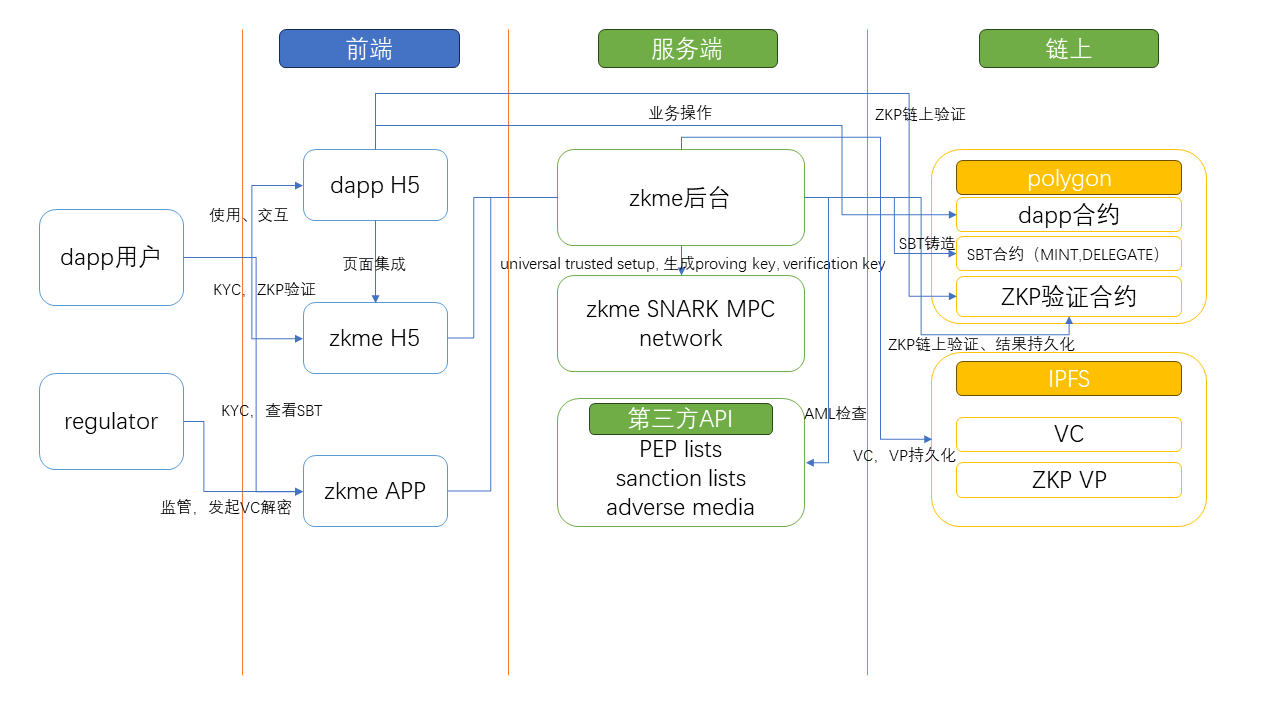 前端
服务端
链上
业务操作
ZKP链上验证
dapp H5
zkme后台
polygon
dapp合约
使用、交互
SBT铸造
SBT合约（MINT,DELEGATE）
dapp用户
页面集成
universal trusted setup, 生成proving key, verification key
KYC，ZKP验证
ZKP验证合约
zkme H5
zkme SNARK MPC
network
ZKP链上验证、结果持久化
IPFS
regulator
KYC，查看SBT
第三方API
AML检查
PEP lists
VC
VC，VP持久化
sanction lists
ZKP VP
zkme APP
监管，发起VC解密
adverse media